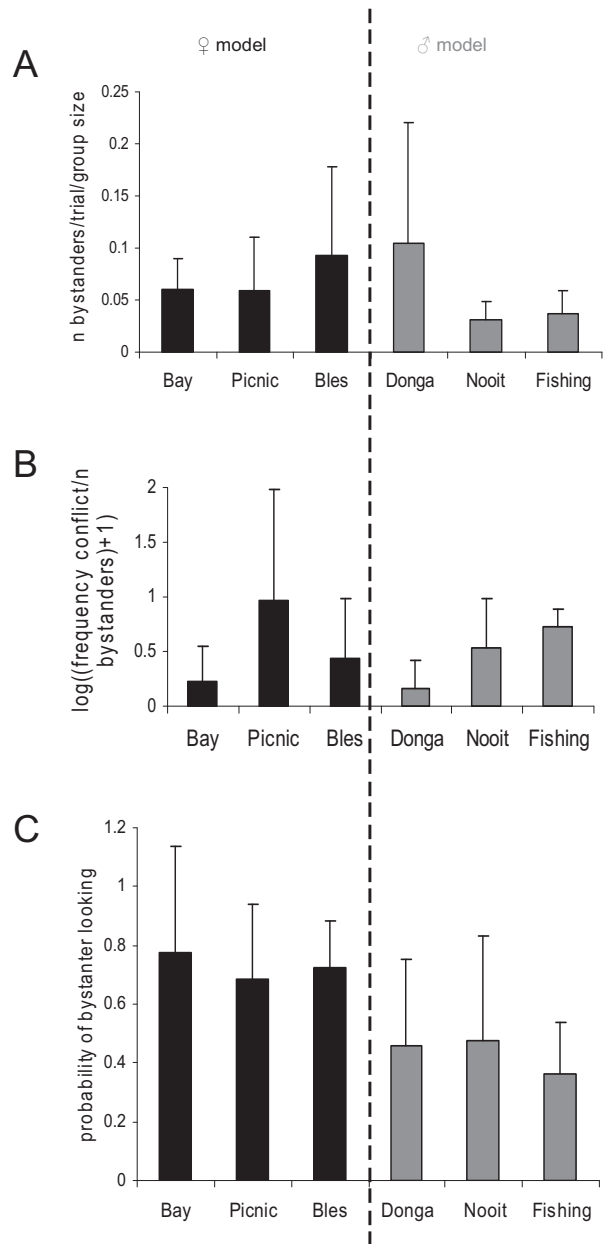 ♀ model
♂ model
A
n bystanders/trial/group size
0.25
0.2
0.15
0.1
0.05
0
Bay Picnic Bles Donga Nooit Fishing
B
log((frequency conflict/n
bystanders)+1)
2
1.5
1
0.5
0
Bay Picnic Bles Donga Nooit Fishing
C
probability of bystanter looking
1.2
1
0.8
0.6
0.4
0.2
0
Bay Picnic Bles Donga Nooit Fishing